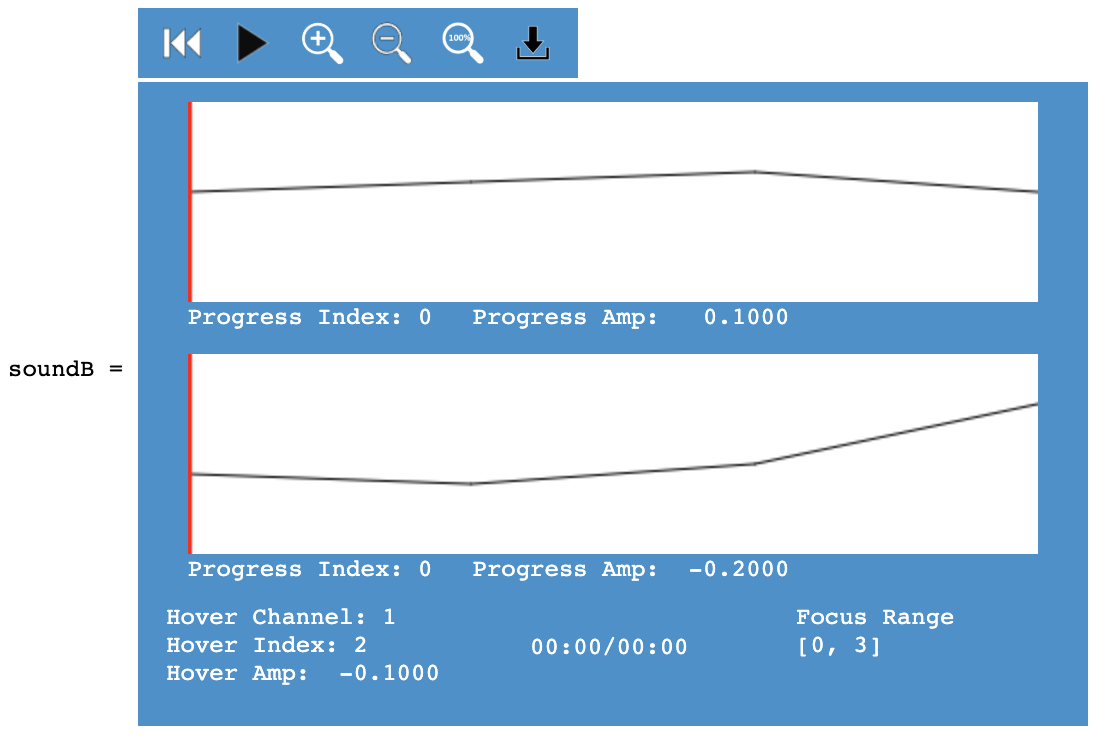 100%
Progress Index: 0 Progress Amp: 0.1000
soundB =
Progress Index: 0 Progress Amp: -0.2000
Hover Channel: 1
Hover Index: 2
Hover Amp: -0.1000
00:00/00:00
Focus Range
[0, 3]